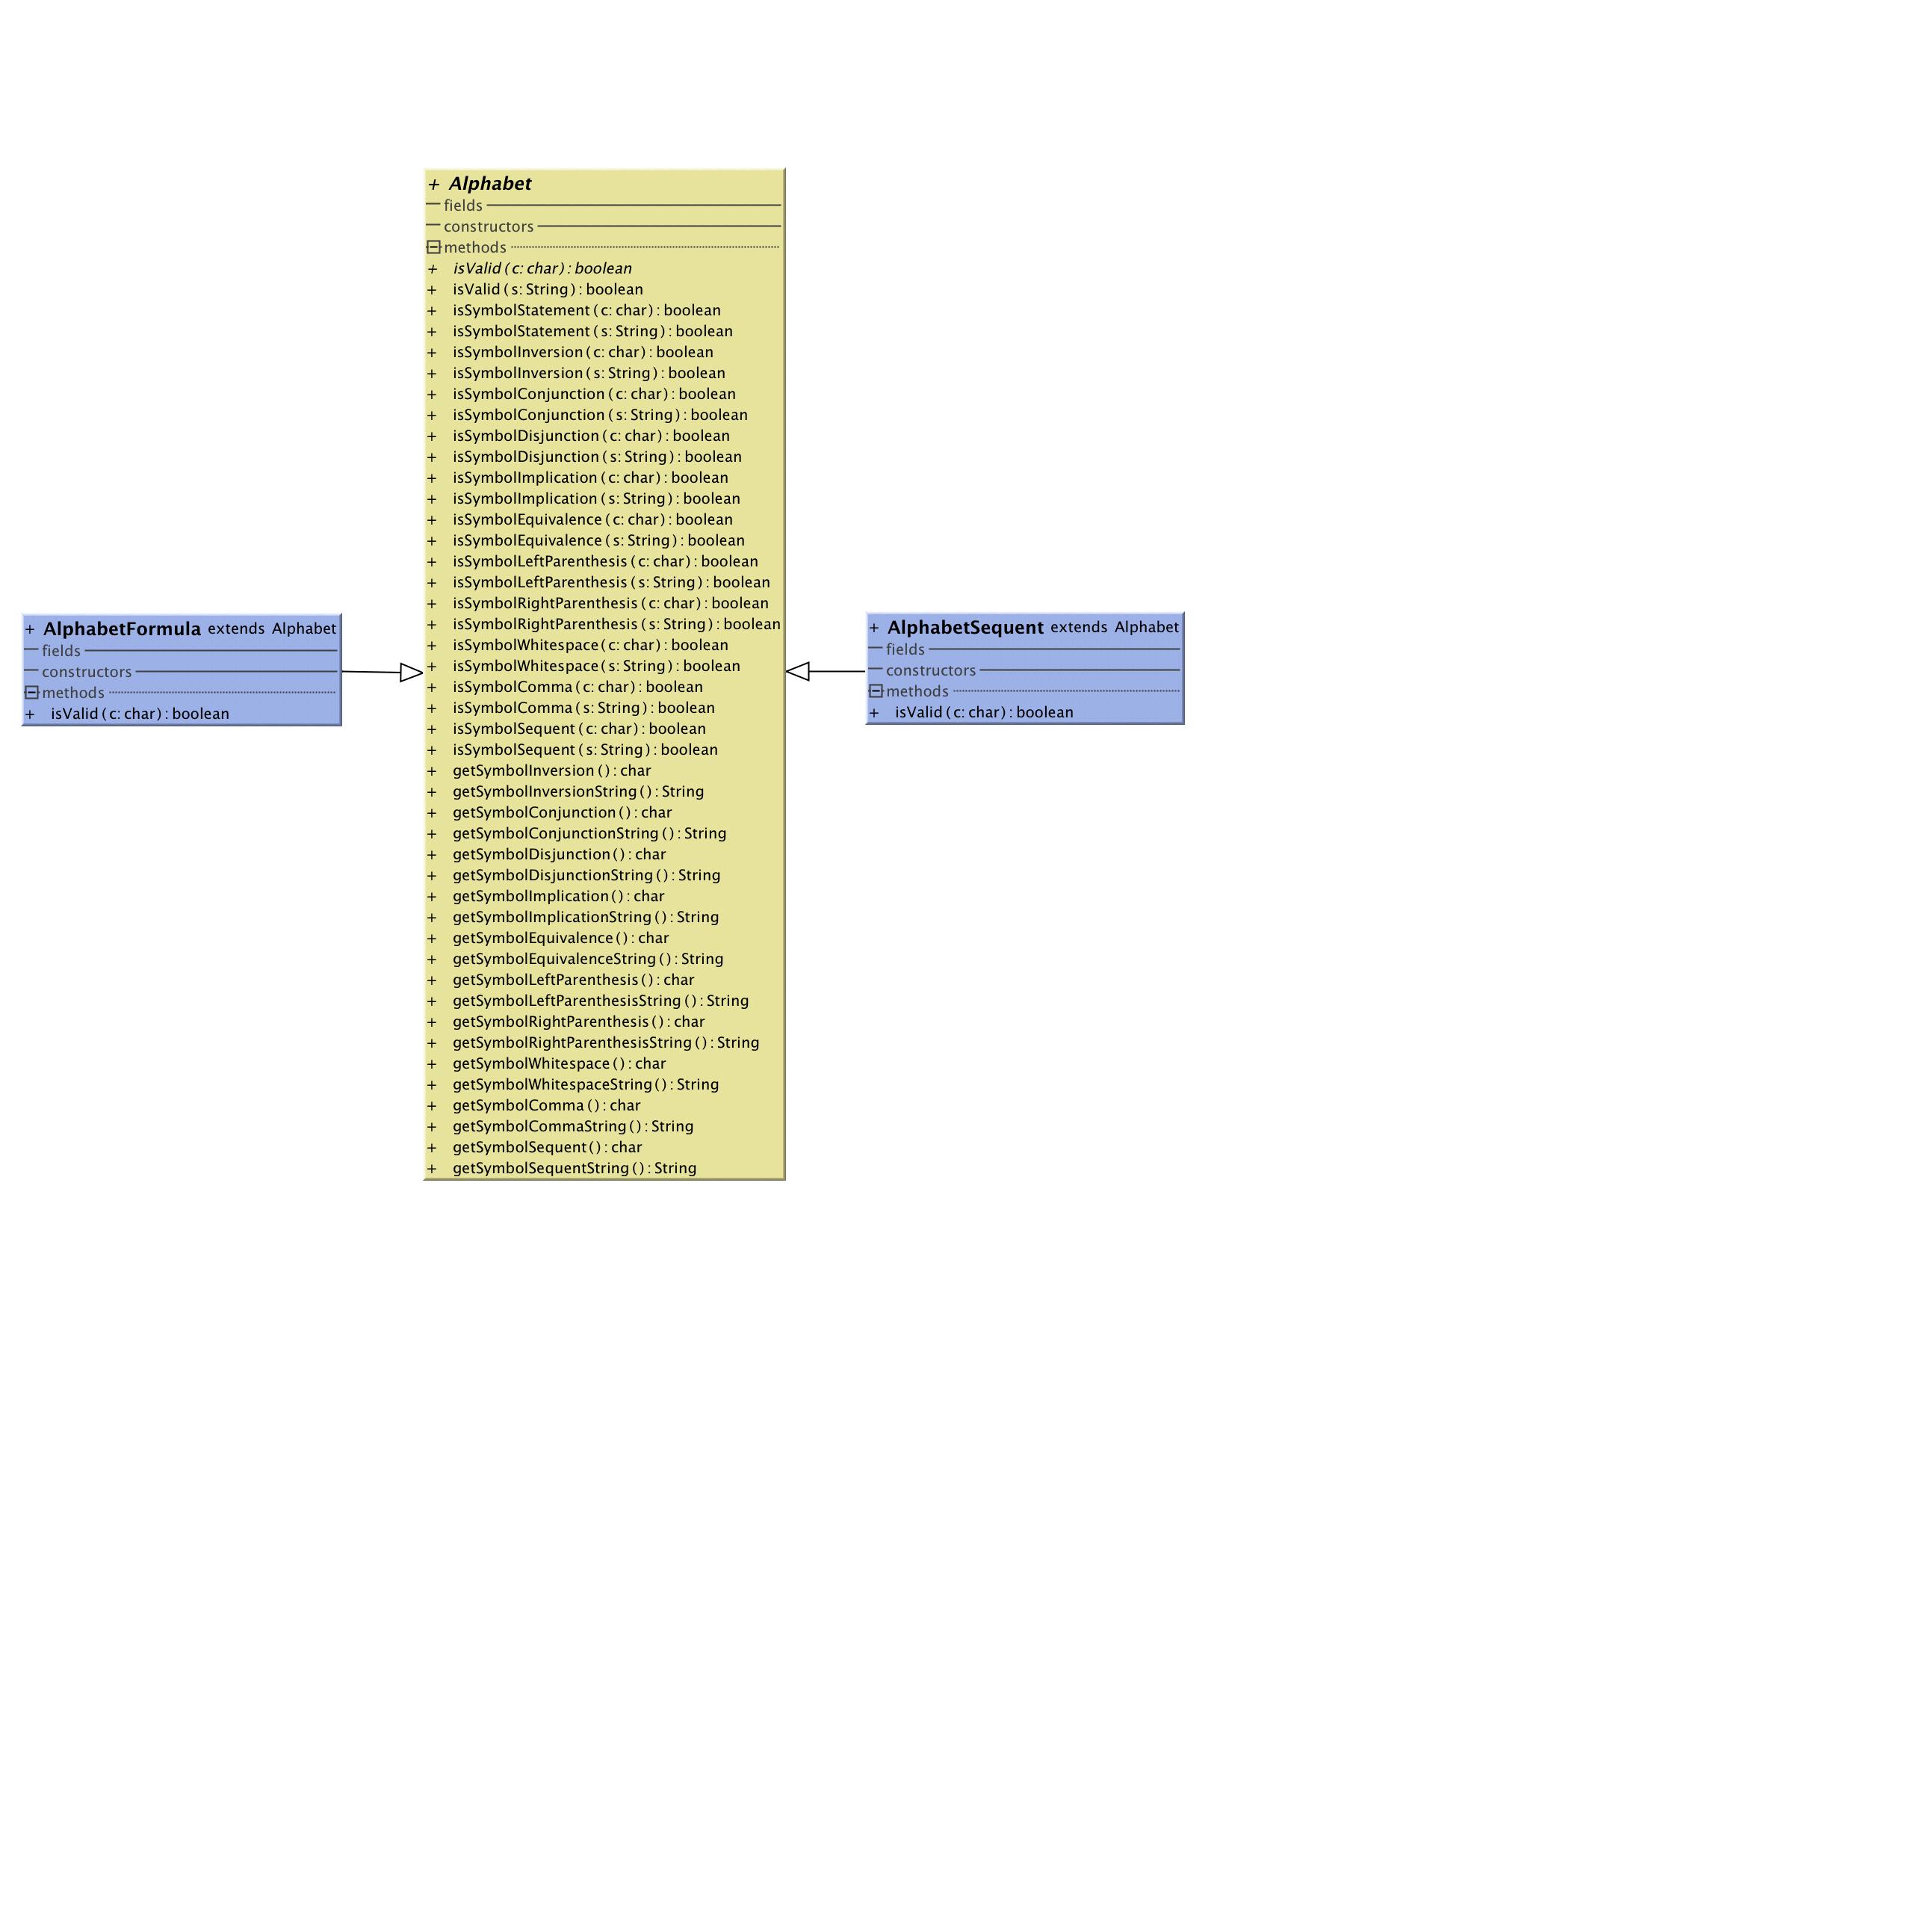 + Alphabet
fields
constructors
methods
+ isValid(c: char): boolean
+ isValid(s: String): boolean
+ isSymbolStatement(c: char): boolean
+ isSymbolStatement(s: String): boolean
+ isSymbolInversion(c: char): boolean
+ isSymbolInversion(s: String): boolean
+ isSymbolConjunction(c: char): boolean
+ isSymbolConjunction(s: String): boolean
+ isSymbolDisjunction(c: char): boolean
+ isSymbolDisjunction(s: String): boolean
+ isSymbolImplication(c: char): boolean
+ isSymbolImplication(s: String): boolean
+ isSymbolEquivalence(c: char): boolean
+ isSymbolEquivalence(s: String): boolean
+ isSymbolLeftParenthesis(c: char): boolean
+ isSymbolLeftParenthesis(s: String): boolean
+ isSymbolRightParenthesis(c: char): boolean
+ isSymbolRightParenthesis(s: String): boolean
+ isSymbolWhitespace(c: char): boolean
+ isSymbolWhitespace(s: String): boolean
+ isSymbolComma(c: char): boolean
+ isSymbolComma(s: String): boolean
+ isSymbolSequent(c: char): boolean
+ isSymbolSequent(s: String): boolean
+ getSymbolInversion(): char
+ getSymbolInversionString(): String
+ getSymbolConjunction(): char
+ getSymbolConjunctionString(): String
+ getSymbolDisjunction(): char
+ getSymbolDisjunctionString(): String
+ getSymbolImplication(): char
+ getSymbolImplicationString(): String
+ getSymbolEquivalence(): char
+ getSymbolEquivalenceString(): String
+ getSymbolLeftParenthesis(): char
+ getSymbolLeftParenthesisString(): String
+ getSymbolRightParenthesis(): char
+ getSymbolRightParenthesisString(): String
+ getSymbolWhitespace(): char
+ getSymbolWhitespaceString(): String
+ getSymbolComma(): char
+ getSymbolCommaString(): String
+ getSymbolSequent(): char
+ getSymbolSequentString(): String
+ AlphabetFormula extends Alphabet
fields
constructors
methods
+ isValid(c: char): boolean
+ AlphabetSequent extends Alphabet
fields
constructors
methods
+ isValid(c: char): boolean